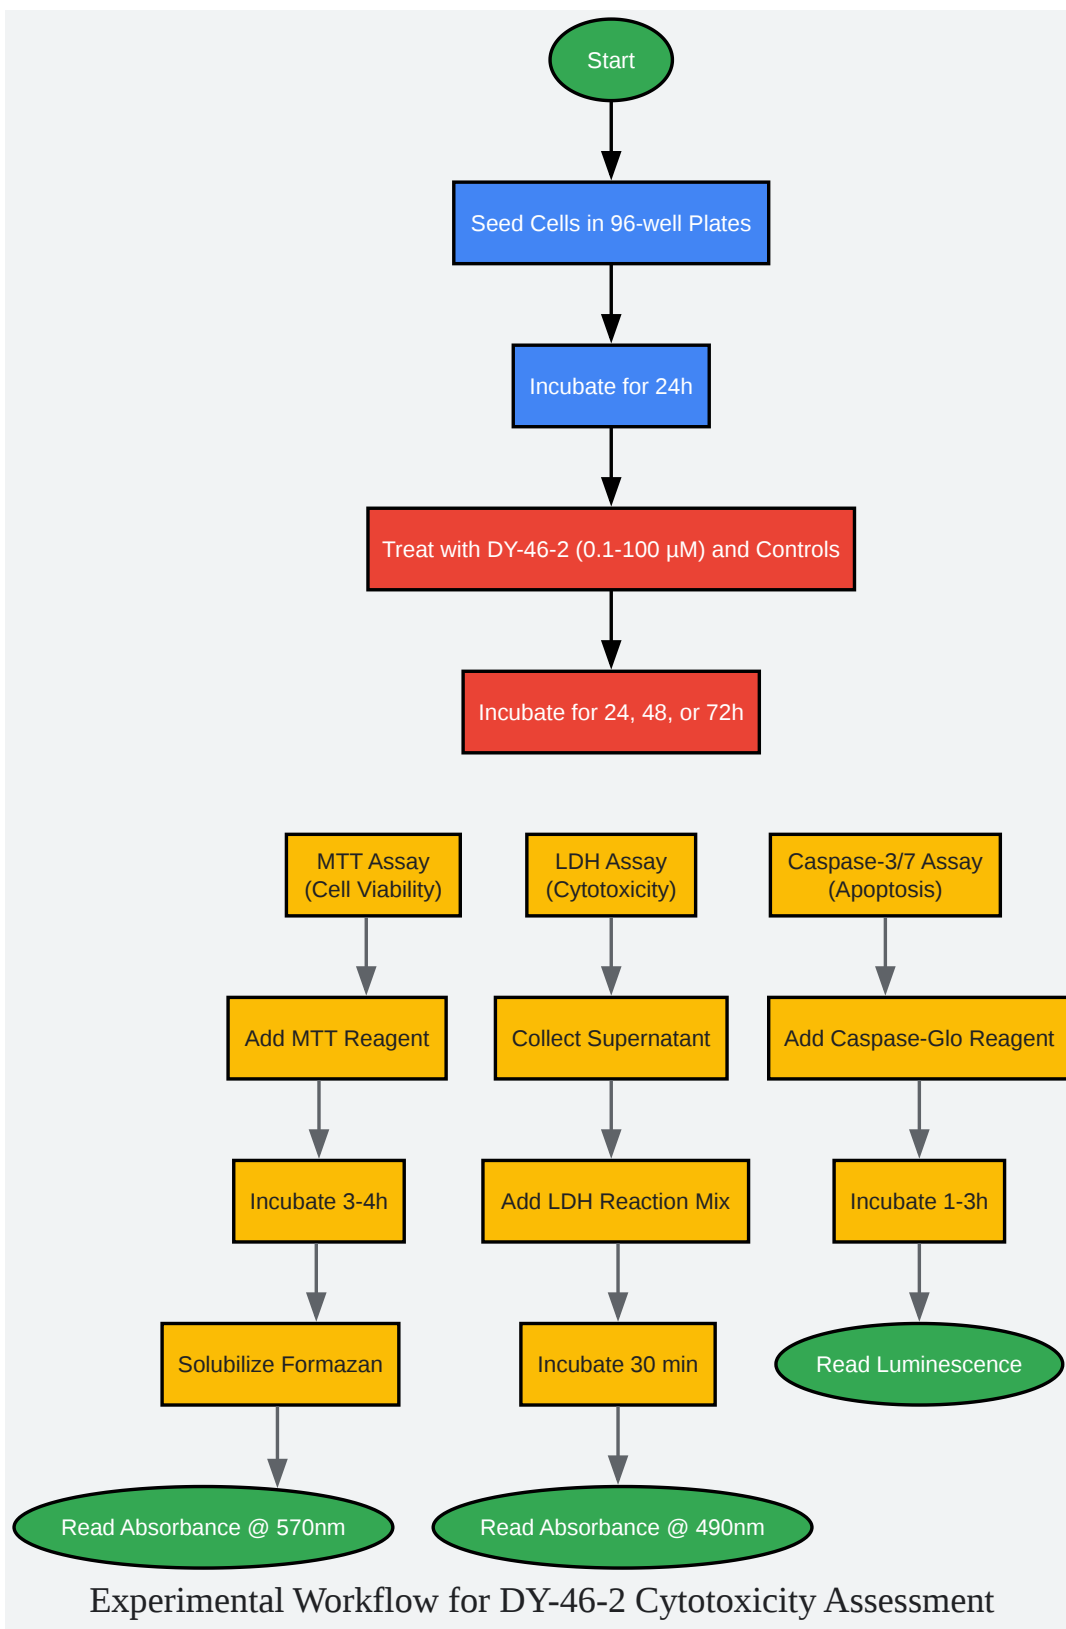 Start
Seed Cells in 96-well Plates
Incubate for 24h
Treat with DY-46-2 (0.1-100 µM) and Controls
Incubate for 24, 48, or 72h
MTT Assay
(Cell Viability)
LDH Assay
(Cytotoxicity)
Caspase-3/7 Assay
(Apoptosis)
Add MTT Reagent
Collect Supernatant
Add Caspase-Glo Reagent
Incubate 3-4h
Add LDH Reaction Mix
Incubate 1-3h
Solubilize Formazan
Incubate 30 min
Read Luminescence
Read Absorbance @ 570nm
Read Absorbance @ 490nm
Experimental Workflow for DY-46-2 Cytotoxicity Assessment